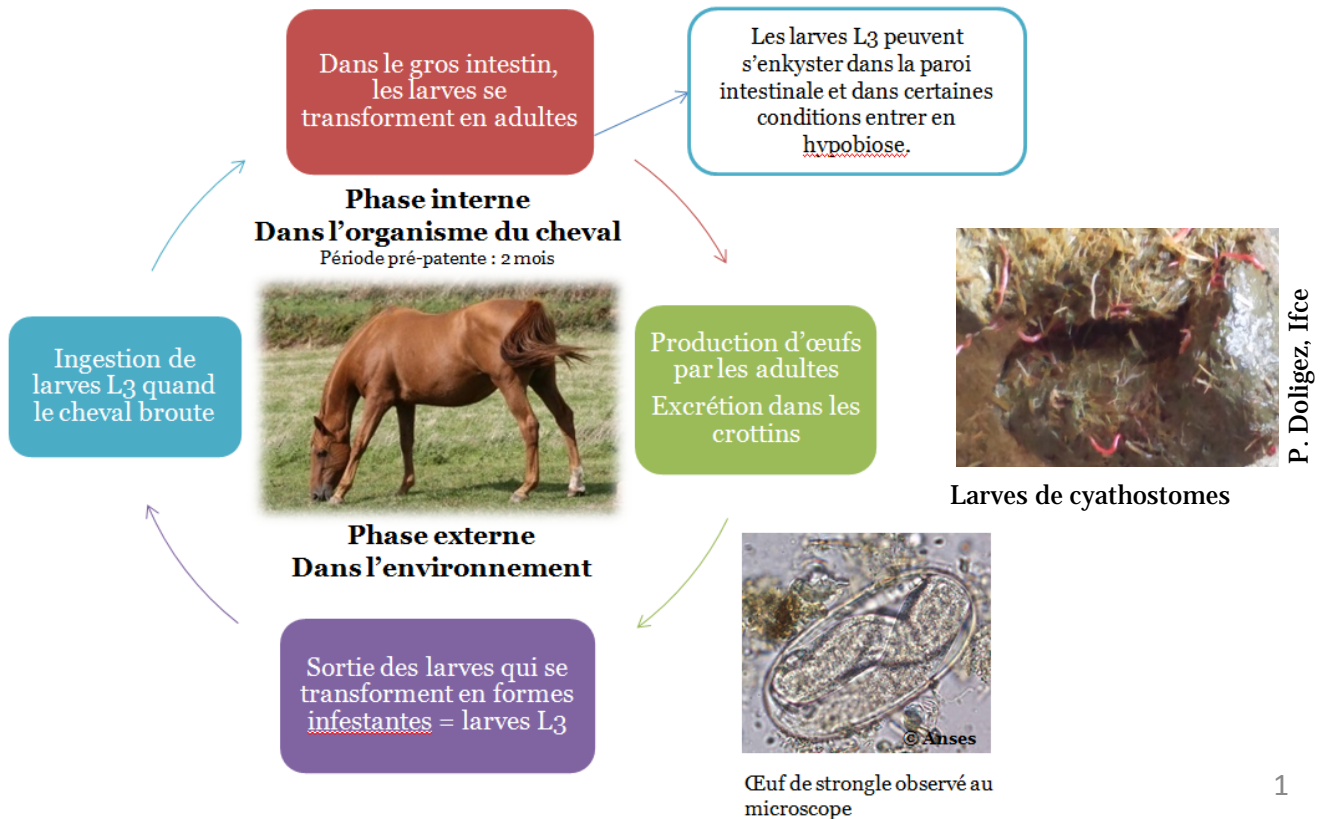 Dans le gros intestin,
les larves se
transforment en adultes
Les larves L3 peuvent
s'enkyster dans la paroi
intestinale et dans certaines
conditions entrer en
hypobiose.
Phase interne
Dans l'organisme du cheval
Période pré-patente : 2 mois
Ingestion de
larves L3 quand
le cheval broute
Production d'œufs
par les adultes
Excrétion dans les
crottins
P. Doligez, Ifce
Larves de cyathostomes
Phase externe
Dans l'environnement
Sortie des larves qui se
transforment en formes
infestantes = larves L3
© Anses
Œuf de strongle observé au
microscope
1